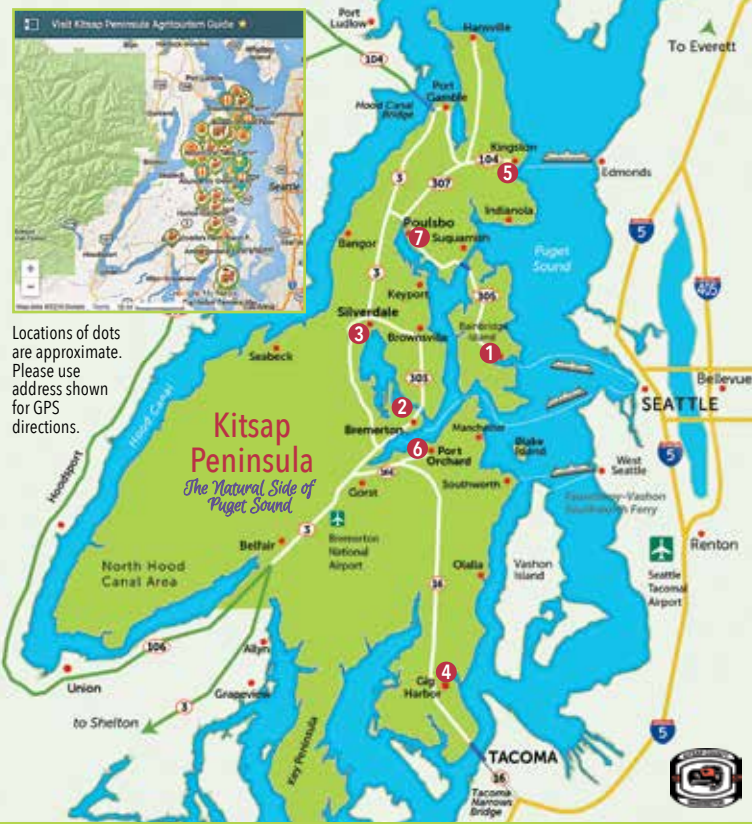 Visit Kitsap Peninsula Agritourism Guide
Seattle
Locations of dots
are approximate.
Please use
address shown
for GPS
directions.
Port
Ludlow
104
Hansville
To Everett
Port
Gamble
Hood Canal
Bridge
Kingston
104
5
Edmonds
3
307
Indianola
Poulsbo
7
Suquamish
Bangor
Puget
Sound
5
405
3
Keyport
305
Silverdale
3
Brownsville
Bainbridge
Island
1
Seabeck
303
Bellevue
SEATTLE
Hood Canal
2
Bremerton
Manchester
Blake
Island
Kitsap
Peninsula
The Natural Side of
Puget Sound
6
Port
Orchard
West
Seattle
5
Hoodsport
Gorst
Southworth
Fauntleroy-Vashon
Southworth Ferry
3
Belfair
Bremerton
National
Airport
Renton
North Hood
Canal Area
16
Olalla
Vashon
Island
Seattle
Tacoma
Airport
106
Allyn
Union
Grapeview
4
Gig
Harbor
3
to Shelton
Key Peninsula
5
TACOMA
16
Tacoma
Narrows
Bridge